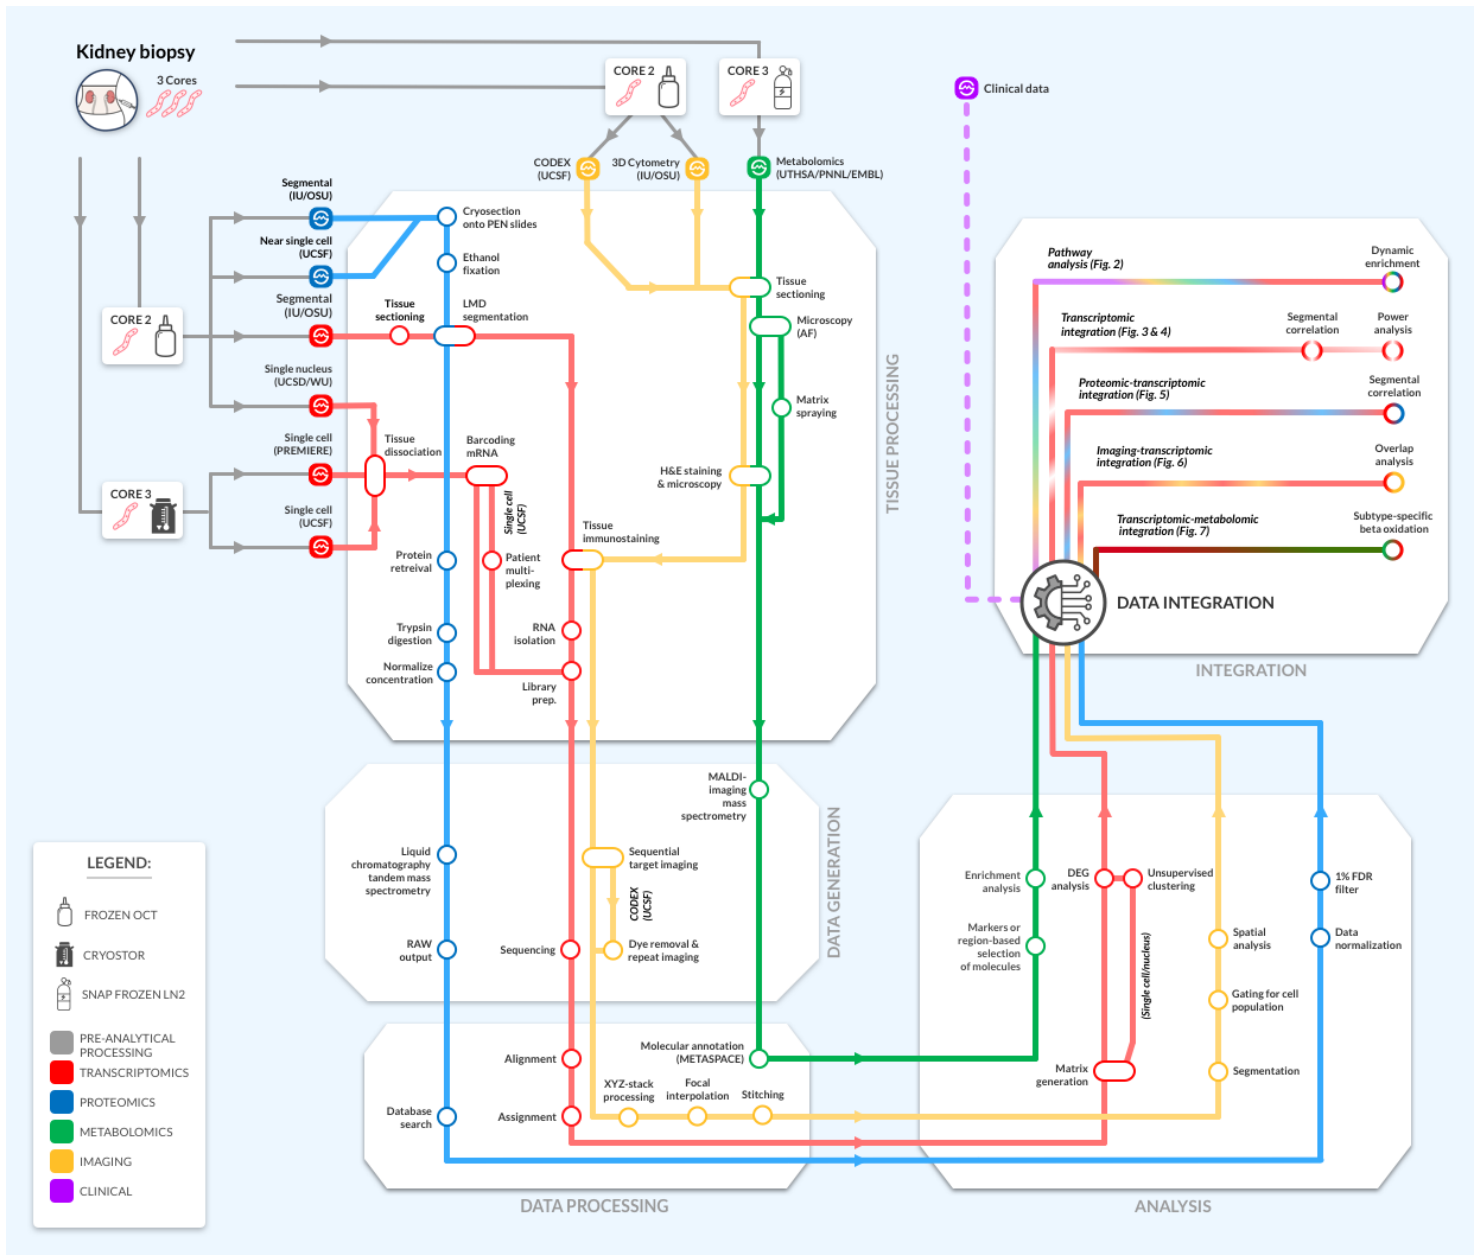 Kidney biopsy
3 Cores
CORE 2
CORE 3
Clinical data
CODEX
(UCSF)
3D Cytometry
(IU/OSU)
Metabolomics
(UTHSA/PNNL/EMBL)
Segmental
(IU/OSU)
Near single cell
(UCSF)
Segmental
(IU/OSU)
Single nucleus
(UCSD/WU)
Single cell
(PREMIERE)
Single cell
(UCSF)
CORE 2
CORE 3
Cryosection
onto PEN slides
Ethanol
fixation
Tissue
sectioning
LMD
segmentation
Tissue
dissociation
Barcoding
mRNA
Single cell
(UCSF)
Patient
multi-
plexing
Protein
retreival
Trypsin
digestion
Normalize
concentration
RNA
isolation
Library
prep.
Tissue
immunostaining
Tissue
sectioning
Microscopy
(AF)
Matrix
spraying
H&E staining
& microscopy
TISSUE PROCESSING
MALDI-
imaging
mass
spectrometry
Liquid
chromatography
tandem mass
spectrometry
RAW
output
Sequencing
Sequential
target imaging
CODEX
(UCSF)
Dye removal &
repeat imaging
DATA GENERATION
Alignment
Assignment
Database
search
Molecular annotation
(METASPACE)
XYZ-stack
processing
Focal
interpolation
Stitching
DATA PROCESSING
Pathway
analysis (Fig. 2)
Dynamic
enrichment
Transcriptomic
integration (Fig. 3 & 4)
Segmental
correlation
Power
analysis
Proteomic-transcriptomic
integration (Fig. 5)
Segmental
correlation
Imaging-transcriptomic
integration (Fig. 6)
Overlap
analysis
Transcriptomic-metabolomic
integration (Fig. 7)
Subtype-specific
beta oxidation
DATA INTEGRATION
INTEGRATION
Enrichment
analysis
Markers or
region-based
selection
of molecules
DEG
analysis
Unsupervised
clustering
(Single cell/nucleus)
Matrix
generation
Spatial
analysis
Gating for cell
population
Segmentation
1% FDR
filter
Data
normalization
ANALYSIS
LEGEND:
FROZEN OCT
CRYOSTOR
SNAP FROZEN LN2
PRE-ANALYTICAL
PROCESSING
TRANSCRIPTOMICS
PROTEOMICS
METABOLOMICS
IMAGING
CLINICAL